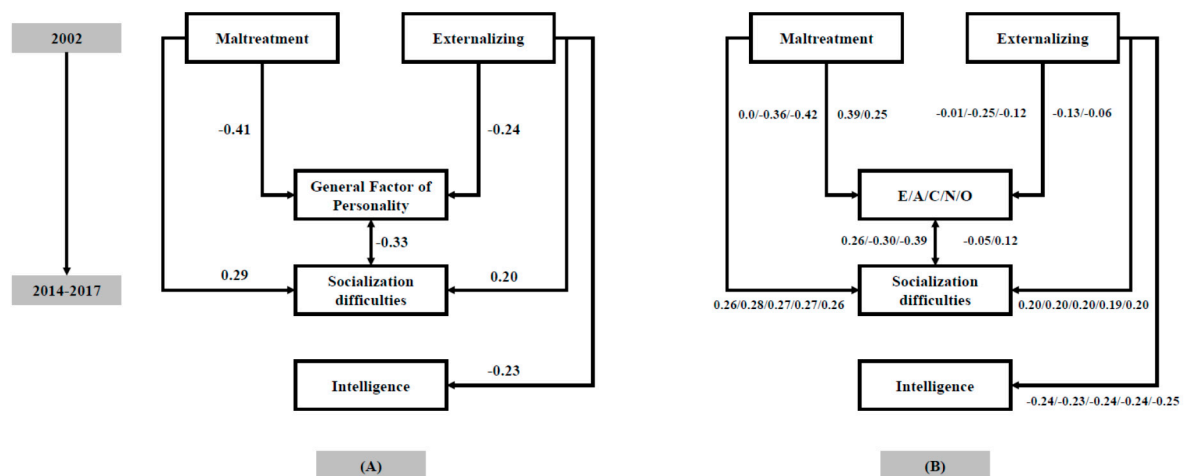 2002
Maltreatment
Externalizing
-0.41
-0.24
General Factor of
Personality
-0.33
0.29
0.20
2014-2017
Socialization
difficulties
-0.23
Intelligence
(A)
Maltreatment
Externalizing
0.0/-0.36/-0.42
0.39/0.25
-0.01/-0.25/-0.12
-0.13/-0.06
E/A/C/N/O
0.26/-0.30/-0.39
-0.05/0.12
Socialization
difficulties
0.26/0.28/0.27/0.27/0.26
0.20/0.20/0.20/0.19/0.20
Intelligence
-0.24/-0.23/-0.24/-0.24/-0.25
(B)